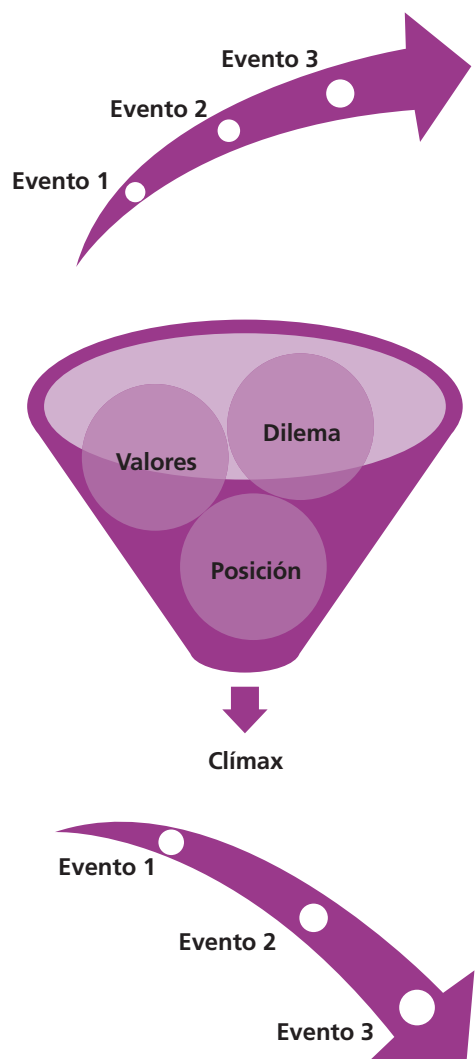 Evento 3
Evento 2
Evento 1
Dilema
Valores
Posición
Clímax
Evento 1
Evento 2
Evento 3